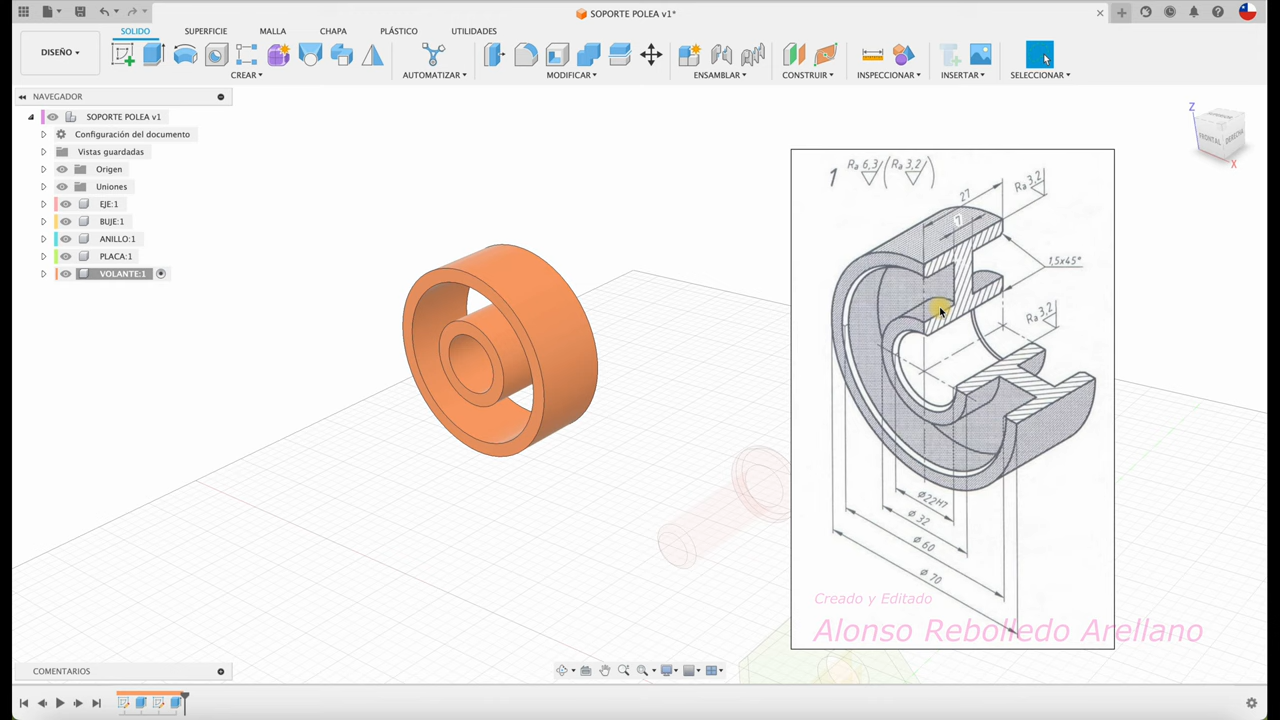 SOPORTE POLEA v1*
DISEÑO
SOLIDO
SUPERFICIE
MALLA
CHAPA
PLÁSTICO
UTILIDADES
CREAR
AUTOMATIZAR
MODIFICAR
ENSAMBLAR
CONSTRUIR
INSPECCIONAR
INSERTAR
SELECCIONAR
NAVEGADOR
SOPORTE POLEA v1
Configuración del documento
Vistas guardadas
Origen
Uniones
EJE:1
BUJE:1
ANILLO:1
PLACA:1
VOLANTE:1
Z
FRONTAL
DERECHA
X
1
Ra 6,3
(Ra 3,2)
27
Ra 3,2
7
1,5x45°
Ra 3,2
Ø22H7
Ø 32
Ø 60
Ø 70
Creado y Editado
Alonso Rebolledo Arellano
COMENTARIOS